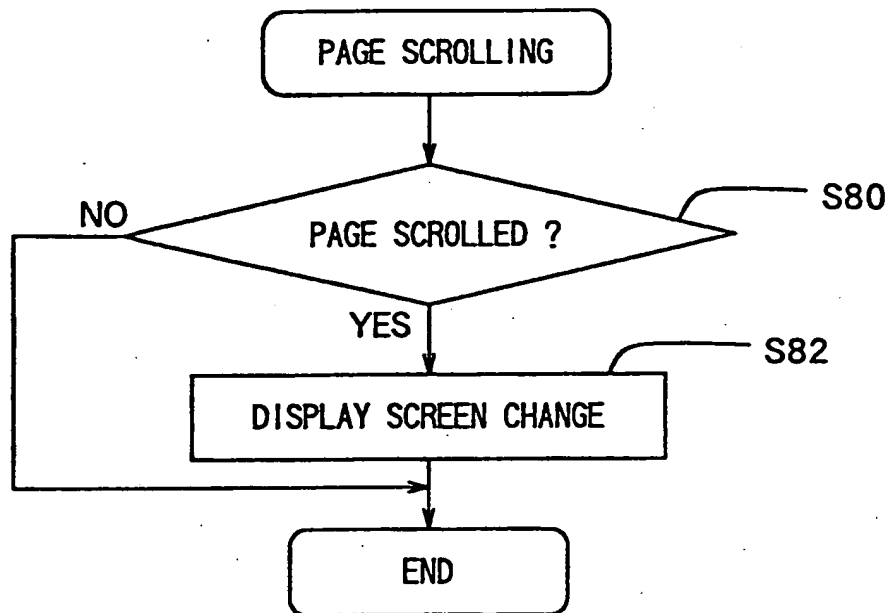 PAGE SCROLLING
S80
NO
PAGE SCROLLED ?
YES
S82
DISPLAY SCREEN CHANGE
END